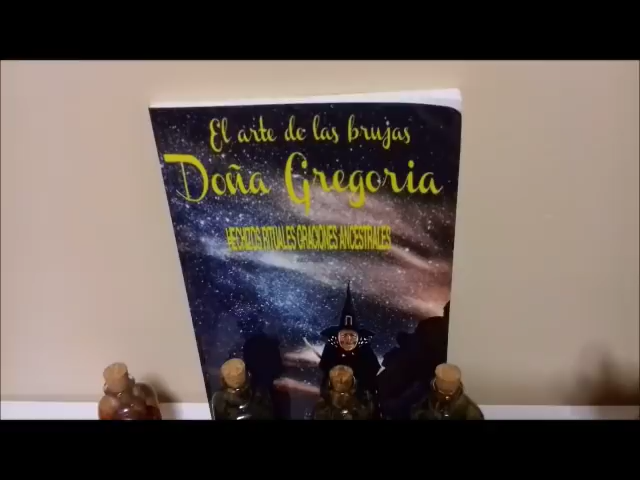 El arte de las brujas
Doña Gregoria
HECHIZOS RITUALES ORACIONES ANCESTRALES